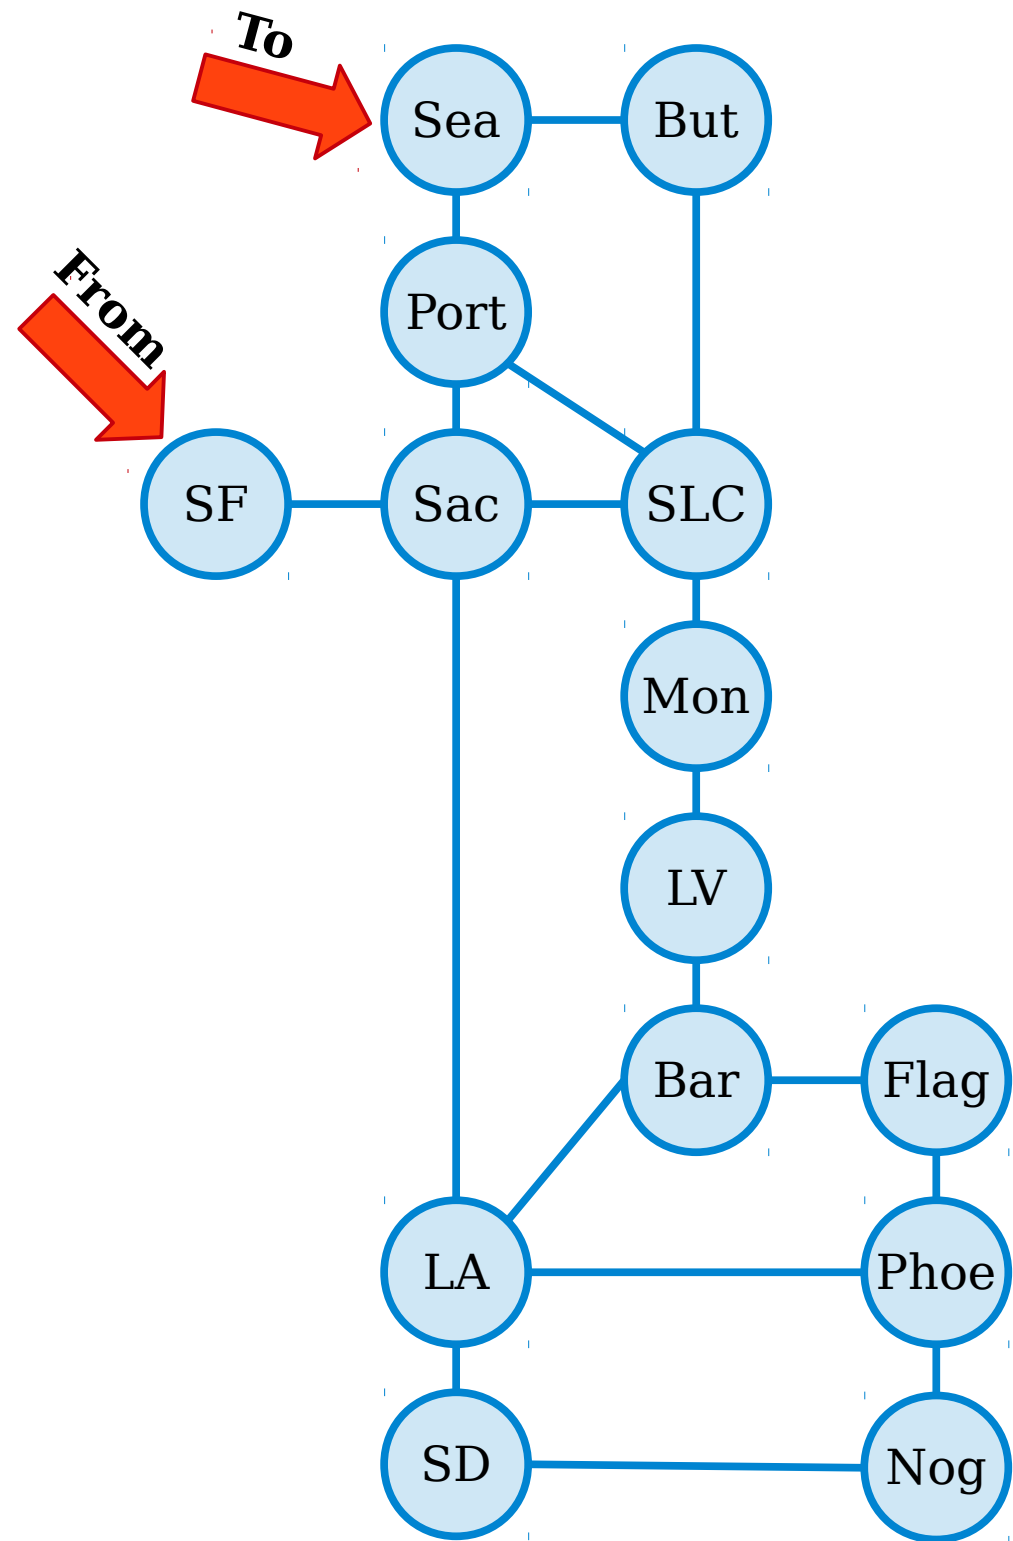 To
Sea
But
From
Port
SF
Sac
SLC
Mon
LV
Bar
Flag
LA
Phoe
SD
Nog